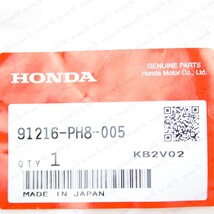 HONDA
GENUINE PARTS
Honda Motor Co., Ltd.
91216-PH8-005
QTY 1
KB2V02
MADE IN JAPAN